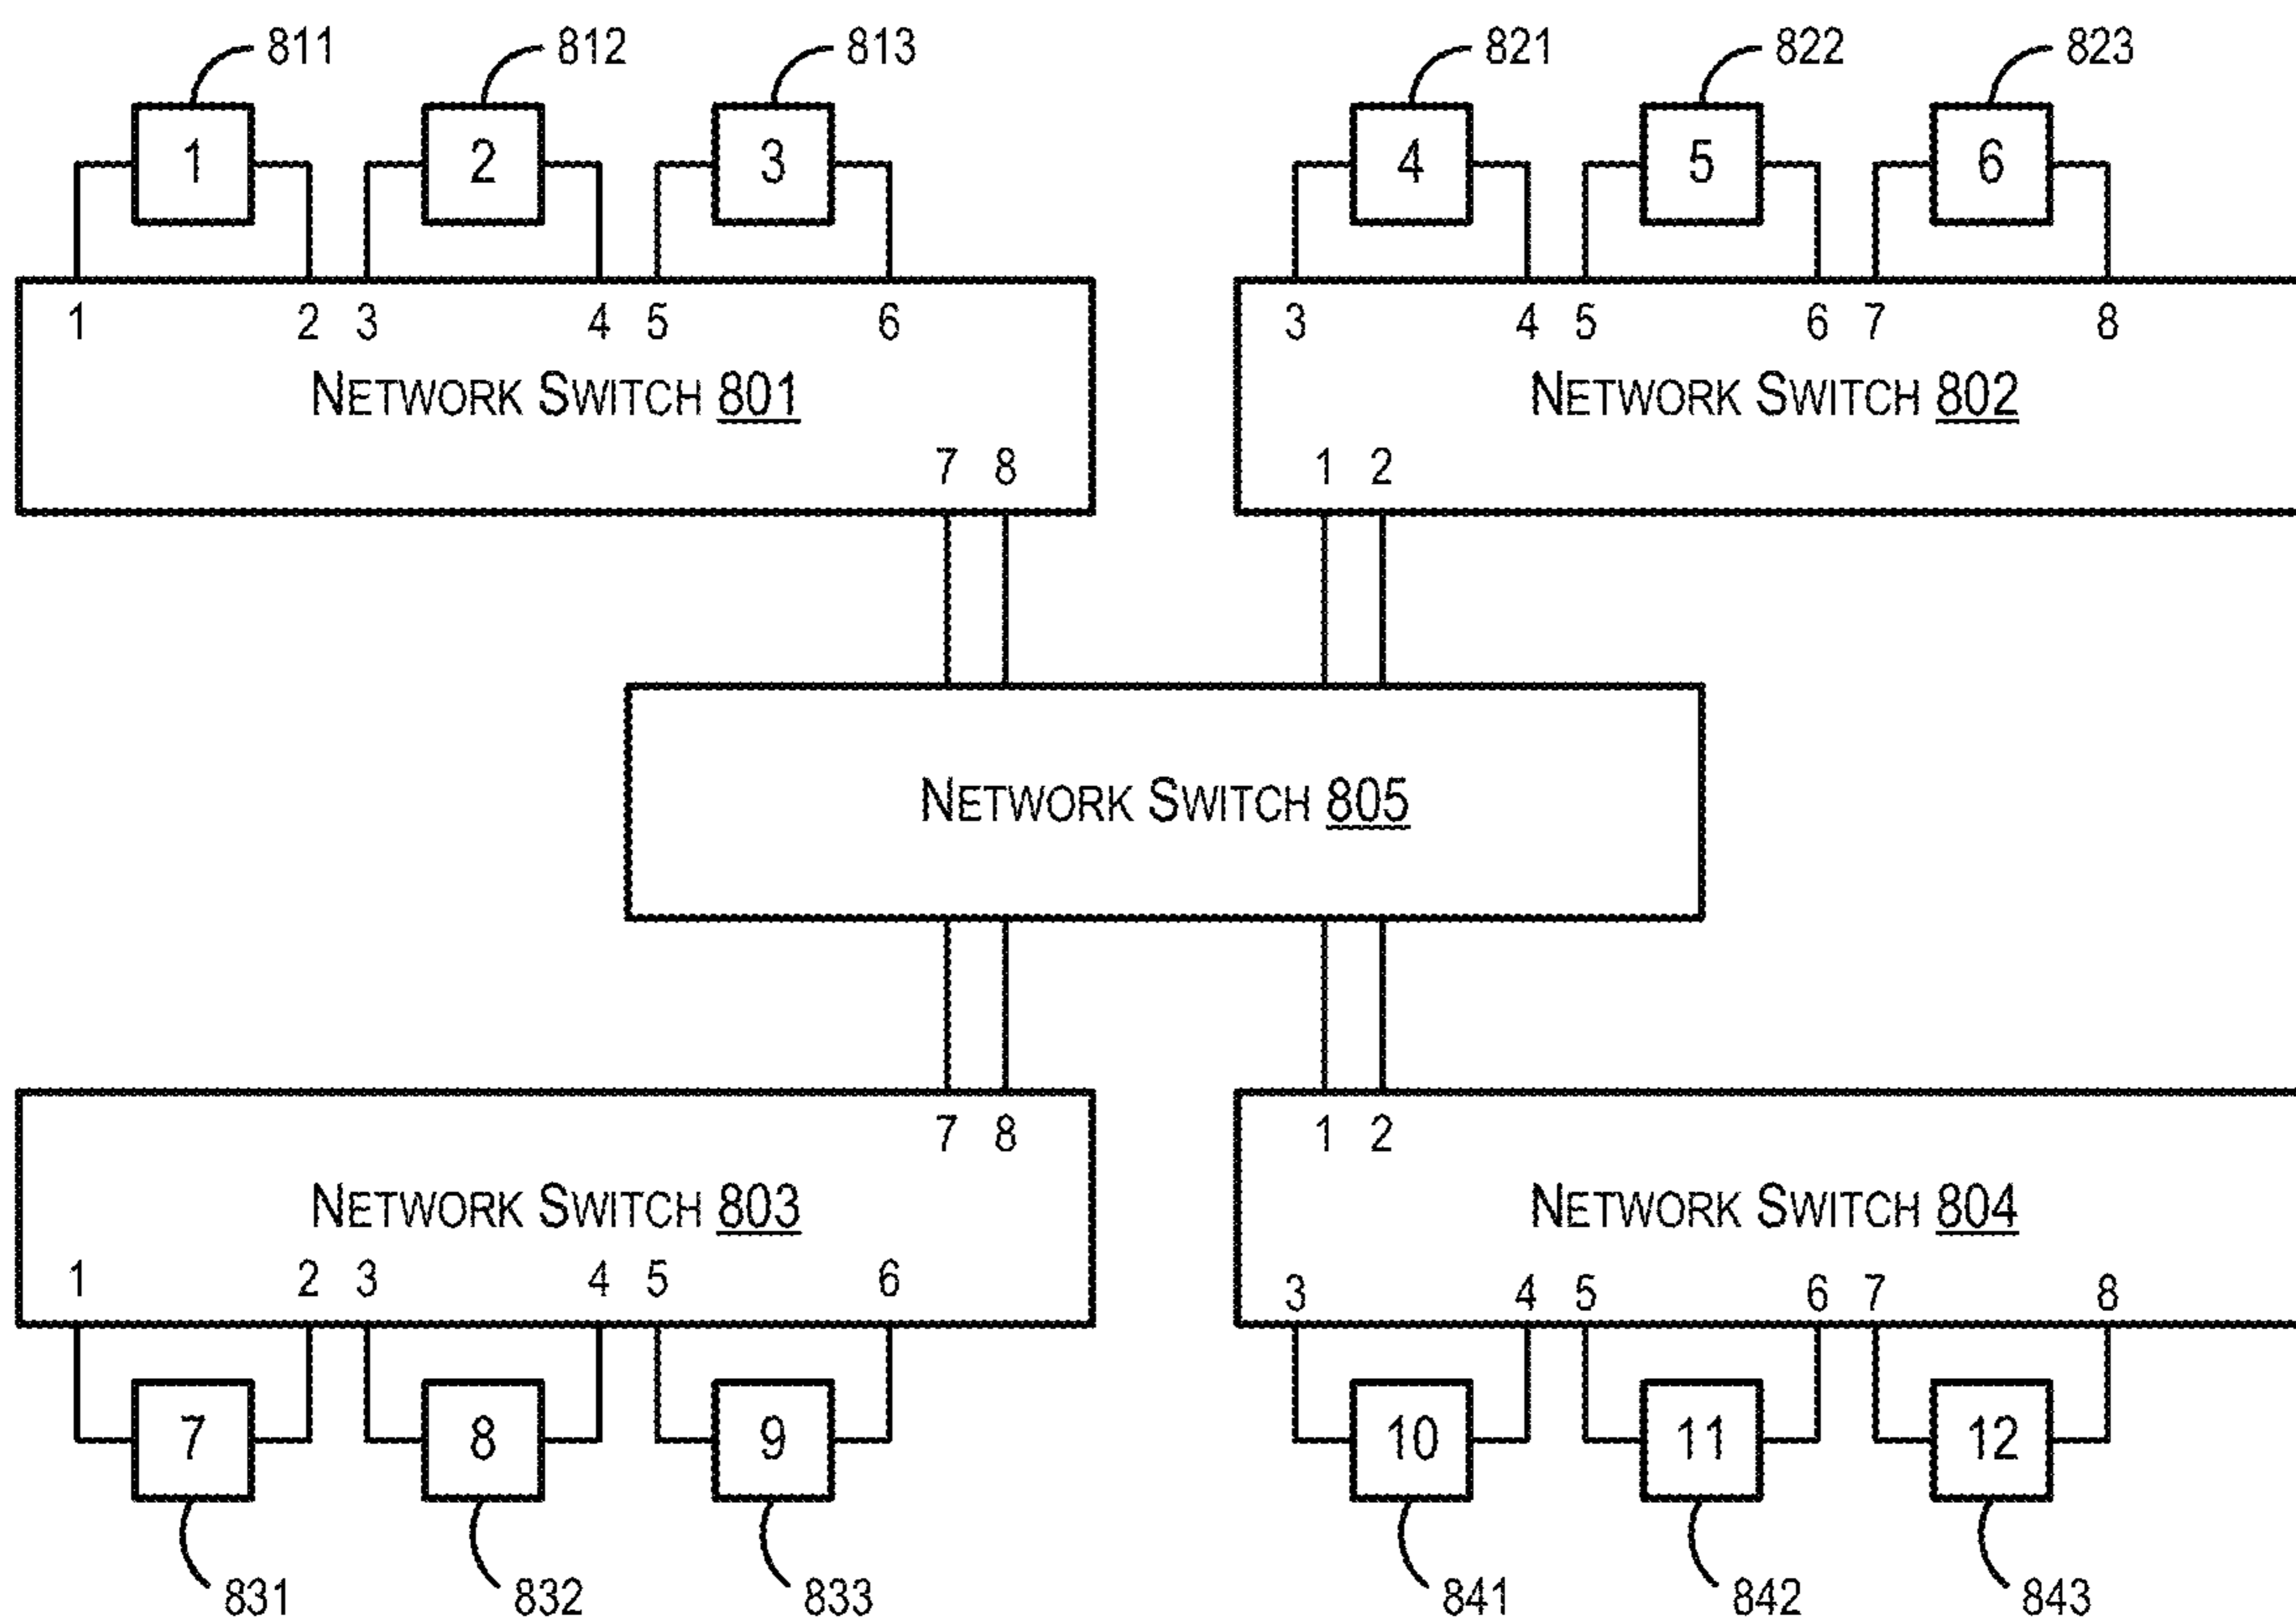 811 812 813 821 822 823
1 2 3 4 5 6
1 2 3 4 5 6 3 4 5 6 7 8
NETWORK SWITCH 801 NETWORK SWITCH 802
7 8 1 2
NETWORK SWITCH 805
7 8 1 2
NETWORK SWITCH 803 NETWORK SWITCH 804
1 2 3 4 5 6 3 4 5 6 7 8
7 8 9 10 11 12
831 832 833 841 842 843